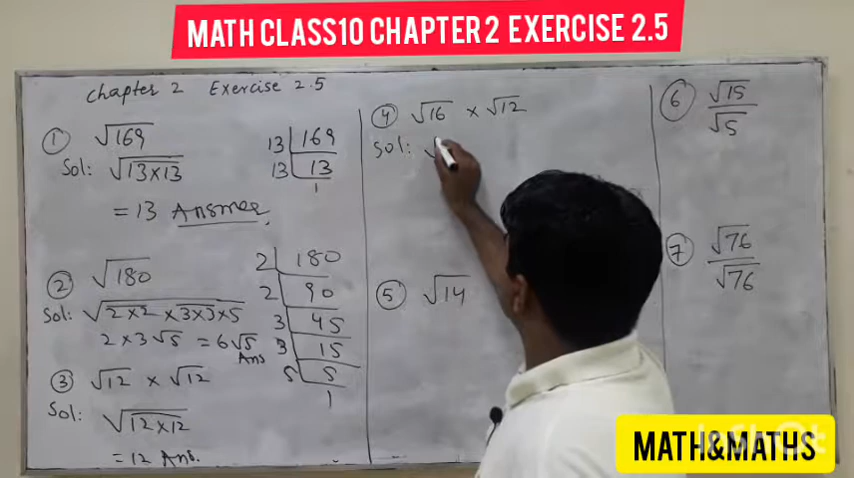 MATH CLASS10 CHAPTER 2 EXERCISE 2.5
Chapter 2 Exercise 2.5
① √169
Sol: √13×13
= 13 Answer
13 | 169
13 | 13
1
② √180
Sol: √2×2×3×3×5
2×3√5 = 6√5
Ans
2 | 180
2 | 90
3 | 45
3 | 15
5 | 5
1
③ √12 × √12
Sol: √12×12
= 12 Ans.
④ √16 × √12
Sol: √
⑤ √14
⑥ √15
√5
⑦ √76
√76
MATH&MATHS